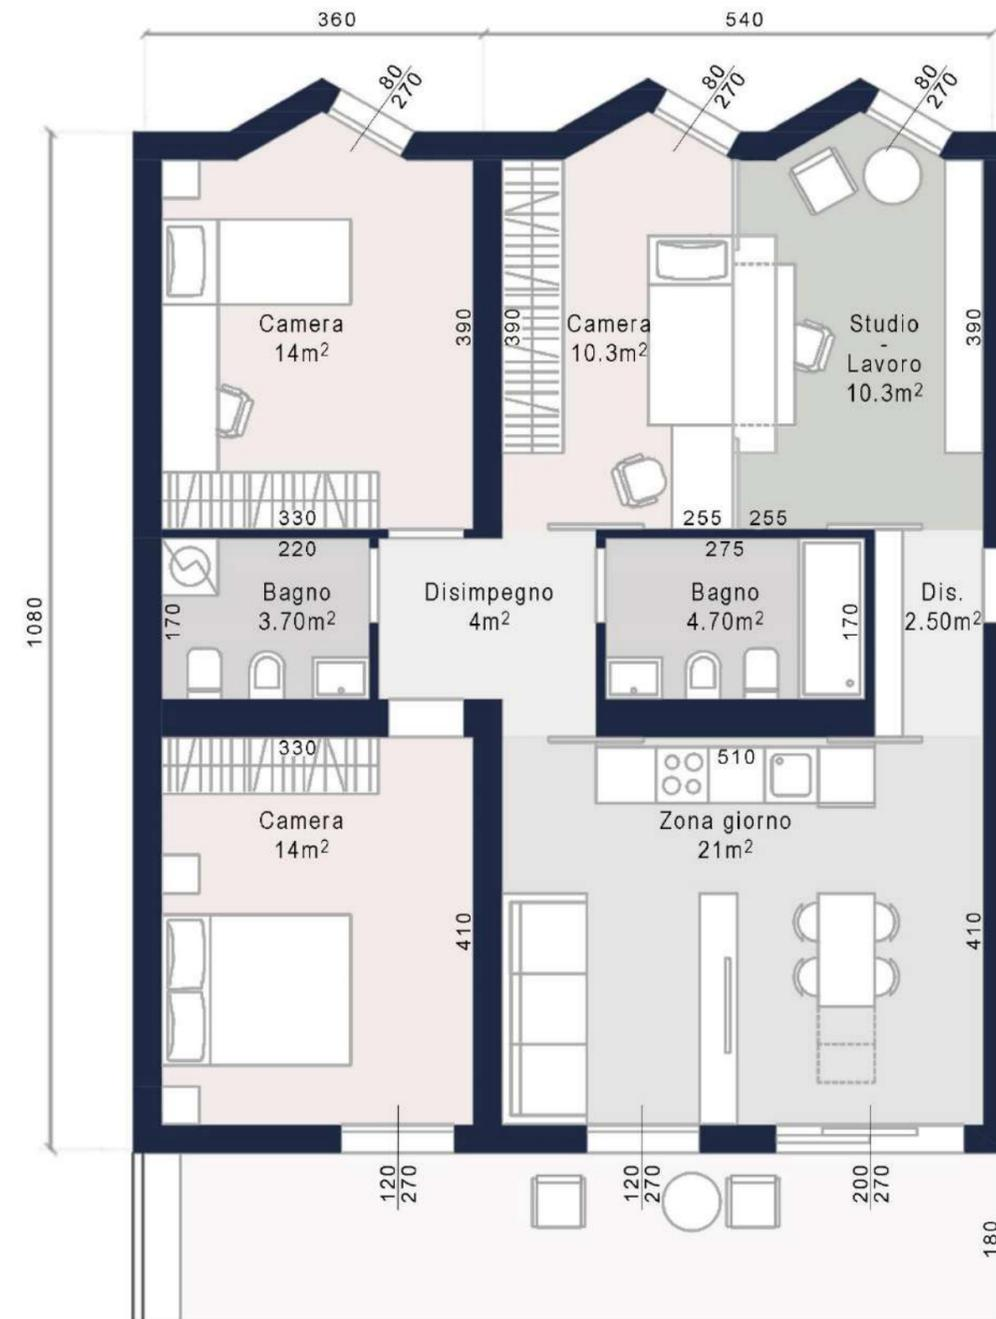 360
540
80
270
80
270
80
270
1080
Camera
14m²
390
390
Camera
10.3m²
Studio
-
Lavoro
10.3m²
390
330
255
255
220
Bagno
3.70m²
170
Disimpegno
4m²
275
Bagno
4.70m²
170
Dis.
2.50m²
330
Camera
14m²
410
510
Zona giorno
21m²
410
120
270
120
270
200
270
180